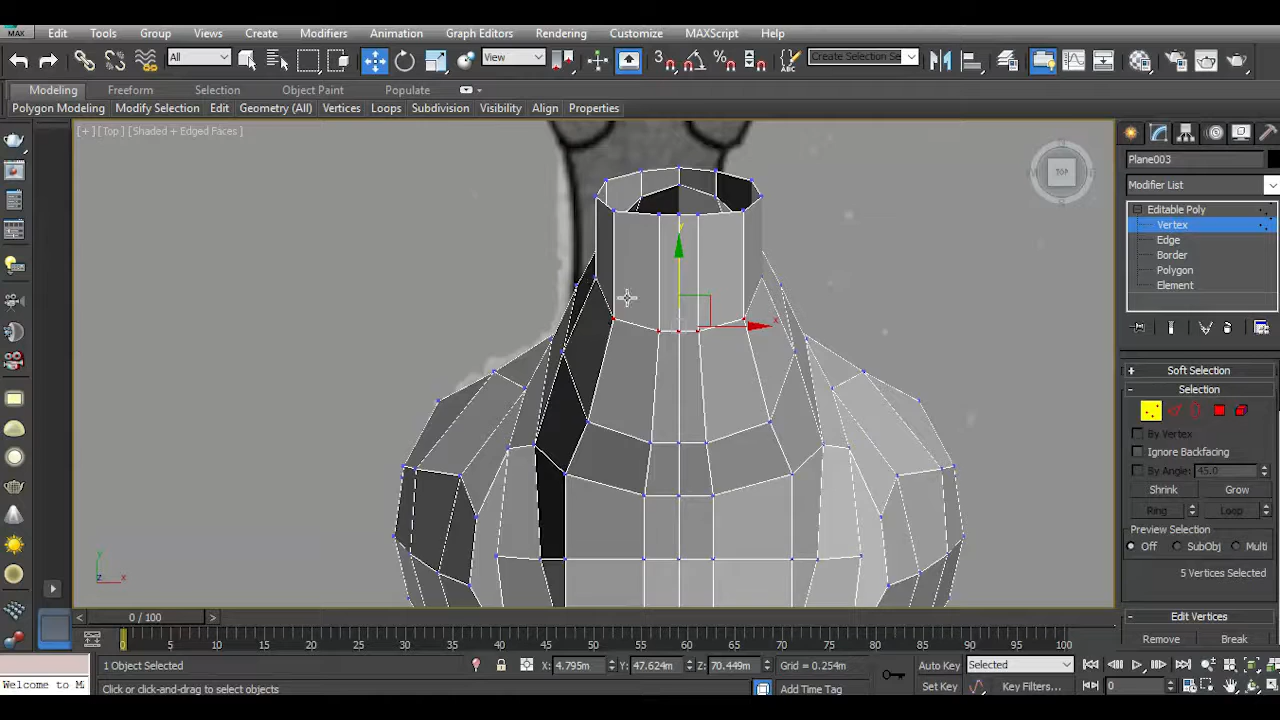 MAX Edit Tools Group Views Create Modifiers Animation Graph Editors Rendering Customize MAXScript Help
All View 3 Create Selection Se
Modeling Freeform Selection Object Paint Populate
Polygon Modeling Modify Selection Edit Geometry (All) Vertices Loops Subdivision Visibility Align Properties
[+] [Top] [Shaded + Edged Faces]
TOP
Plane003
Modifier List
Editable Poly
Vertex
Edge
Border
Polygon
Element
y
x
+ Soft Selection
- Selection
By Vertex
Ignore Backfacing
By Angle: 45.0
Shrink Grow
Ring Loop
Preview Selection
Off SubObj Multi
5 Vertices Selected
y
z x
- Edit Vertices
Remove Break
< 0 / 100 >
0 5 10 15 20 25 30 35 40 45 50 55 60 65 70 75 80 85 90 95 100
1 Object Selected X: 4.795m Y: 47.624m Z: 70.449m Grid = 0.254m Auto Key Selected
Welcome to M Click or click-and-drag to select objects Add Time Tag Set Key Key Filters... 0